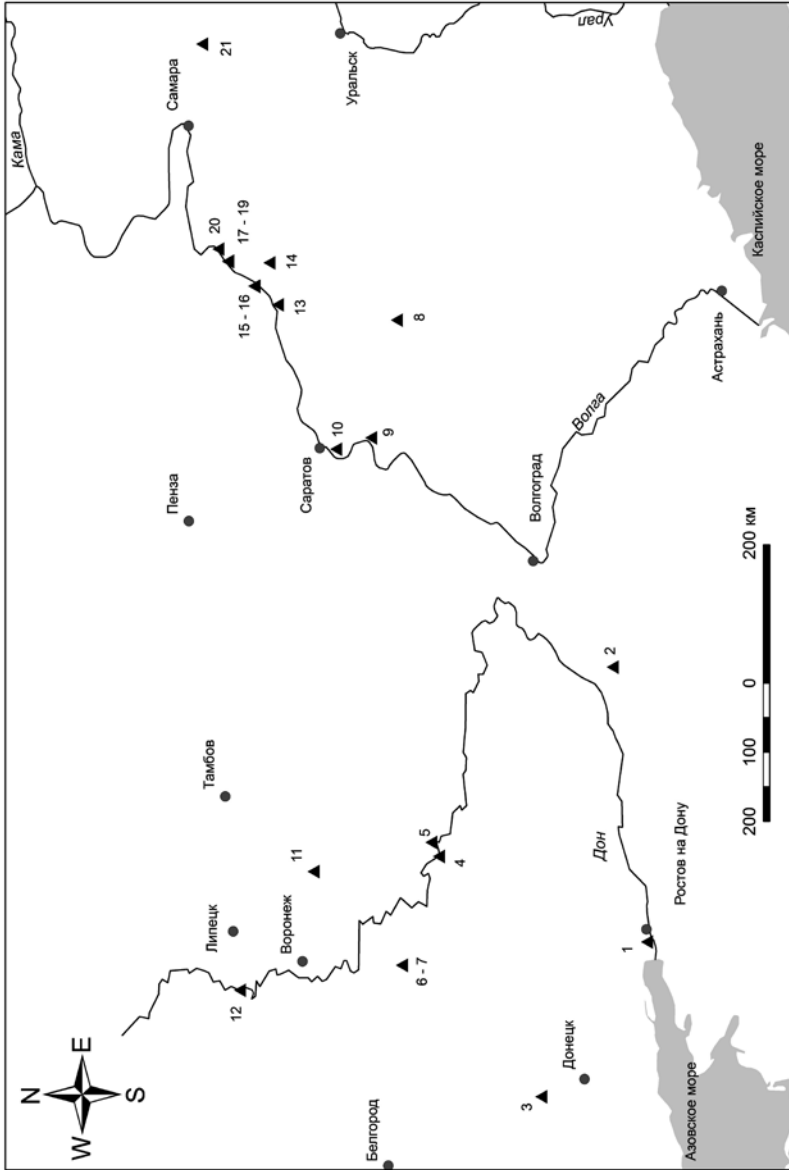 N
W
E
S
Кама
Самара
21
Уральск
Урал
20
17 - 19
15 - 16
14
13
8
Пенза
Саратов
10
9
Тамбов
Липецк
Воронеж
11
12
Волгоград
Волга
Астрахань
Каспийское море
5
4
6 - 7
2
Белгород
Дон
Ростов на Дону
1
Донецк
3
Азовское море
200
100
0
200 км